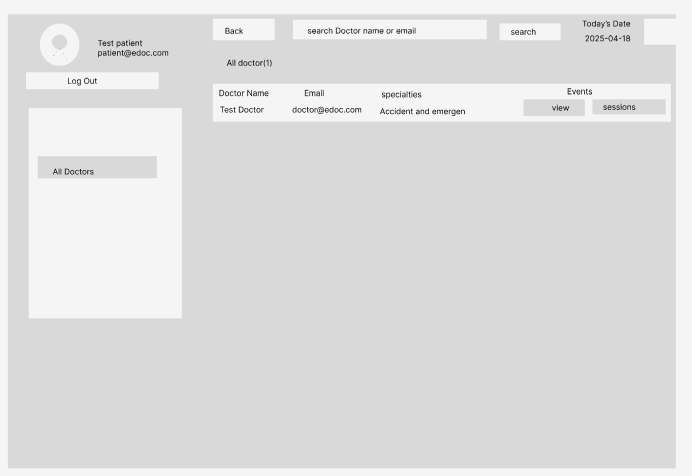 Test patient
patient@edoc.com
Log Out
All Doctors
Back
search Doctor name or email
search
Today's Date
2025-04-18
All doctor(1)
Doctor Name Email specialties Events
Test Doctor doctor@edoc.com Accident and emergen view sessions